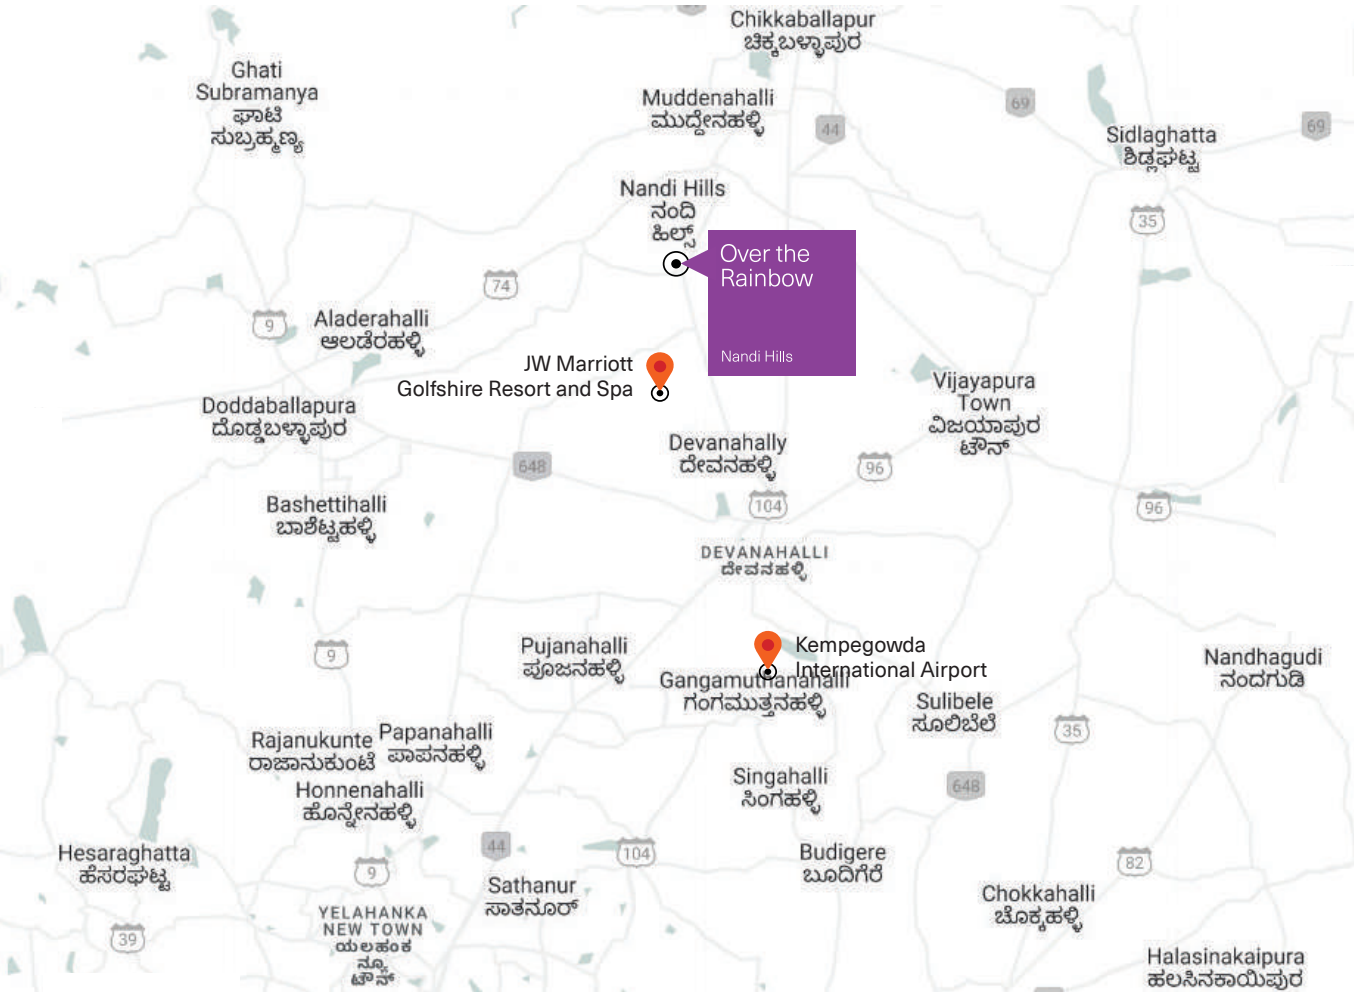 Chikkaballapur
ಚಿಕ್ಕಬಳ್ಳಾಪುರ
Ghati
Subramanya
ಘಾಟಿ
ಸುಬ್ರಹ್ಮಣ್ಯ
Muddenahalli
ಮುದ್ದೇನಹಳ್ಳಿ
69
44
69
Sidlaghatta
ಶಿಡ್ಲಘಟ್ಟ
Nandi Hills
ನಂದಿ
ಹಿಲ್ಸ್
35
Over the
Rainbow
Nandi Hills
74
9
Aladerahalli
ಆಲಡೆರಹಳ್ಳಿ
JW Marriott
Golfshire Resort and Spa
Vijayapura
Town
ವಿಜಯಾಪುರ
ಟೌನ್
Doddaballapura
ದೊಡ್ಡಬಳ್ಳಾಪುರ
Devanahally
ದೇವನಹಳ್ಳಿ
648
96
Bashettihalli
ಬಾಶೆಟ್ಟಹಳ್ಳಿ
104
96
DEVANAHALLI
ದೇವನಹಳ್ಳಿ
9
Pujanahalli
ಪೂಜನಹಳ್ಳಿ
Kempegowda
International Airport
Gangamuthanahalli
ಗಂಗಮುತ್ತನಹಳ್ಳಿ
Nandhagudi
ನಂದಗುಡಿ
Sulibele
ಸೂಲಿಬೆಲೆ
35
Rajanukunte
ರಾಜಾನುಕುಂಟೆ
Papanahalli
ಪಾಪನಹಳ್ಳಿ
Honnenahalli
ಹೊನ್ನೇನಹಳ್ಳಿ
Singahalli
ಸಿಂಗಹಳ್ಳಿ
648
Hesaraghatta
ಹೆಸರಘಟ್ಟ
44
104
9
Budigere
ಬೂದಿಗೆರೆ
82
Sathanur
ಸಾತನೂರ್
Chokkahalli
ಚೊಕ್ಕಹಳ್ಳಿ
YELAHANKA
NEW TOWN
ಯಲಹಂಕ
ನ್ಯೂ
ಟೌನ್
39
Halasinakaipura
ಹಲಸಿನಕಾಯಿಪುರ